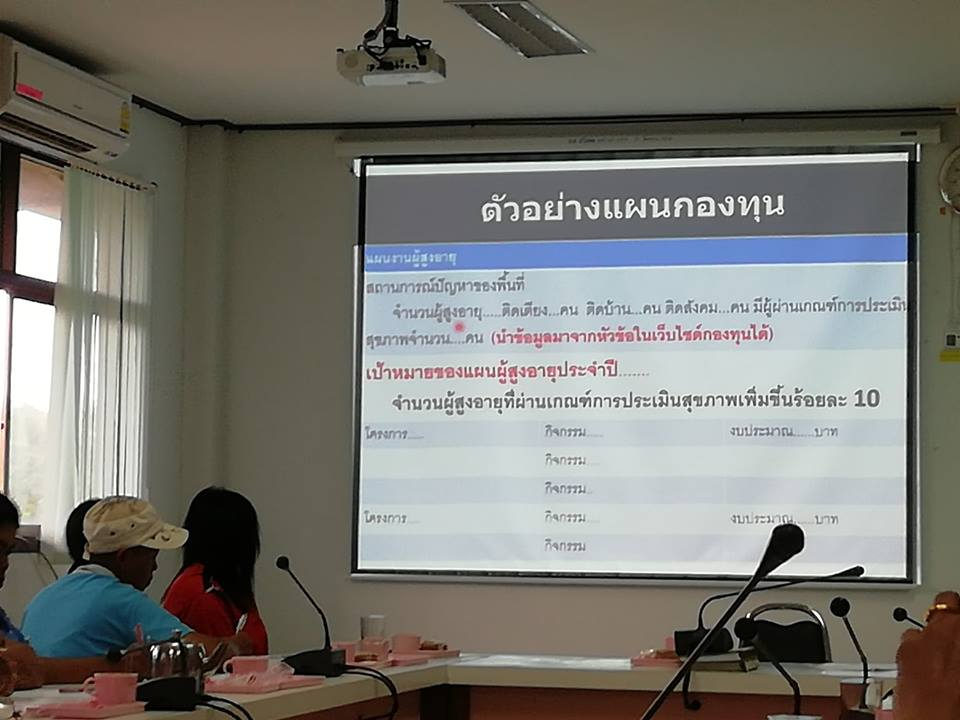 ตัวอย่างแผนกองทุน
แผนงานผู้สูงอายุ
สถานการณ์ปัญหาของพื้นที่
จำนวนผู้สูงอายุ.....ติดเตียง...คน ติดบ้าน...คน ติดสังคม...คน มีผู้ผ่านเกณฑ์การประเมิน
สุขภาพจำนวน....คน (นำข้อมูลมาจากหัวข้อในเว็บไซด์กองทุนได้)
เป้าหมายของแผนผู้สูงอายุประจำปี.......
จำนวนผู้สูงอายุที่ผ่านเกณฑ์การประเมินสุขภาพเพิ่มขึ้นร้อยละ 10
โครงการ..... กิจกรรม..... งบประมาณ......บาท
กิจกรรม....
กิจกรรม..
โครงการ.... กิจกรรม.... งบประมาณ......บาท
กิจกรรม